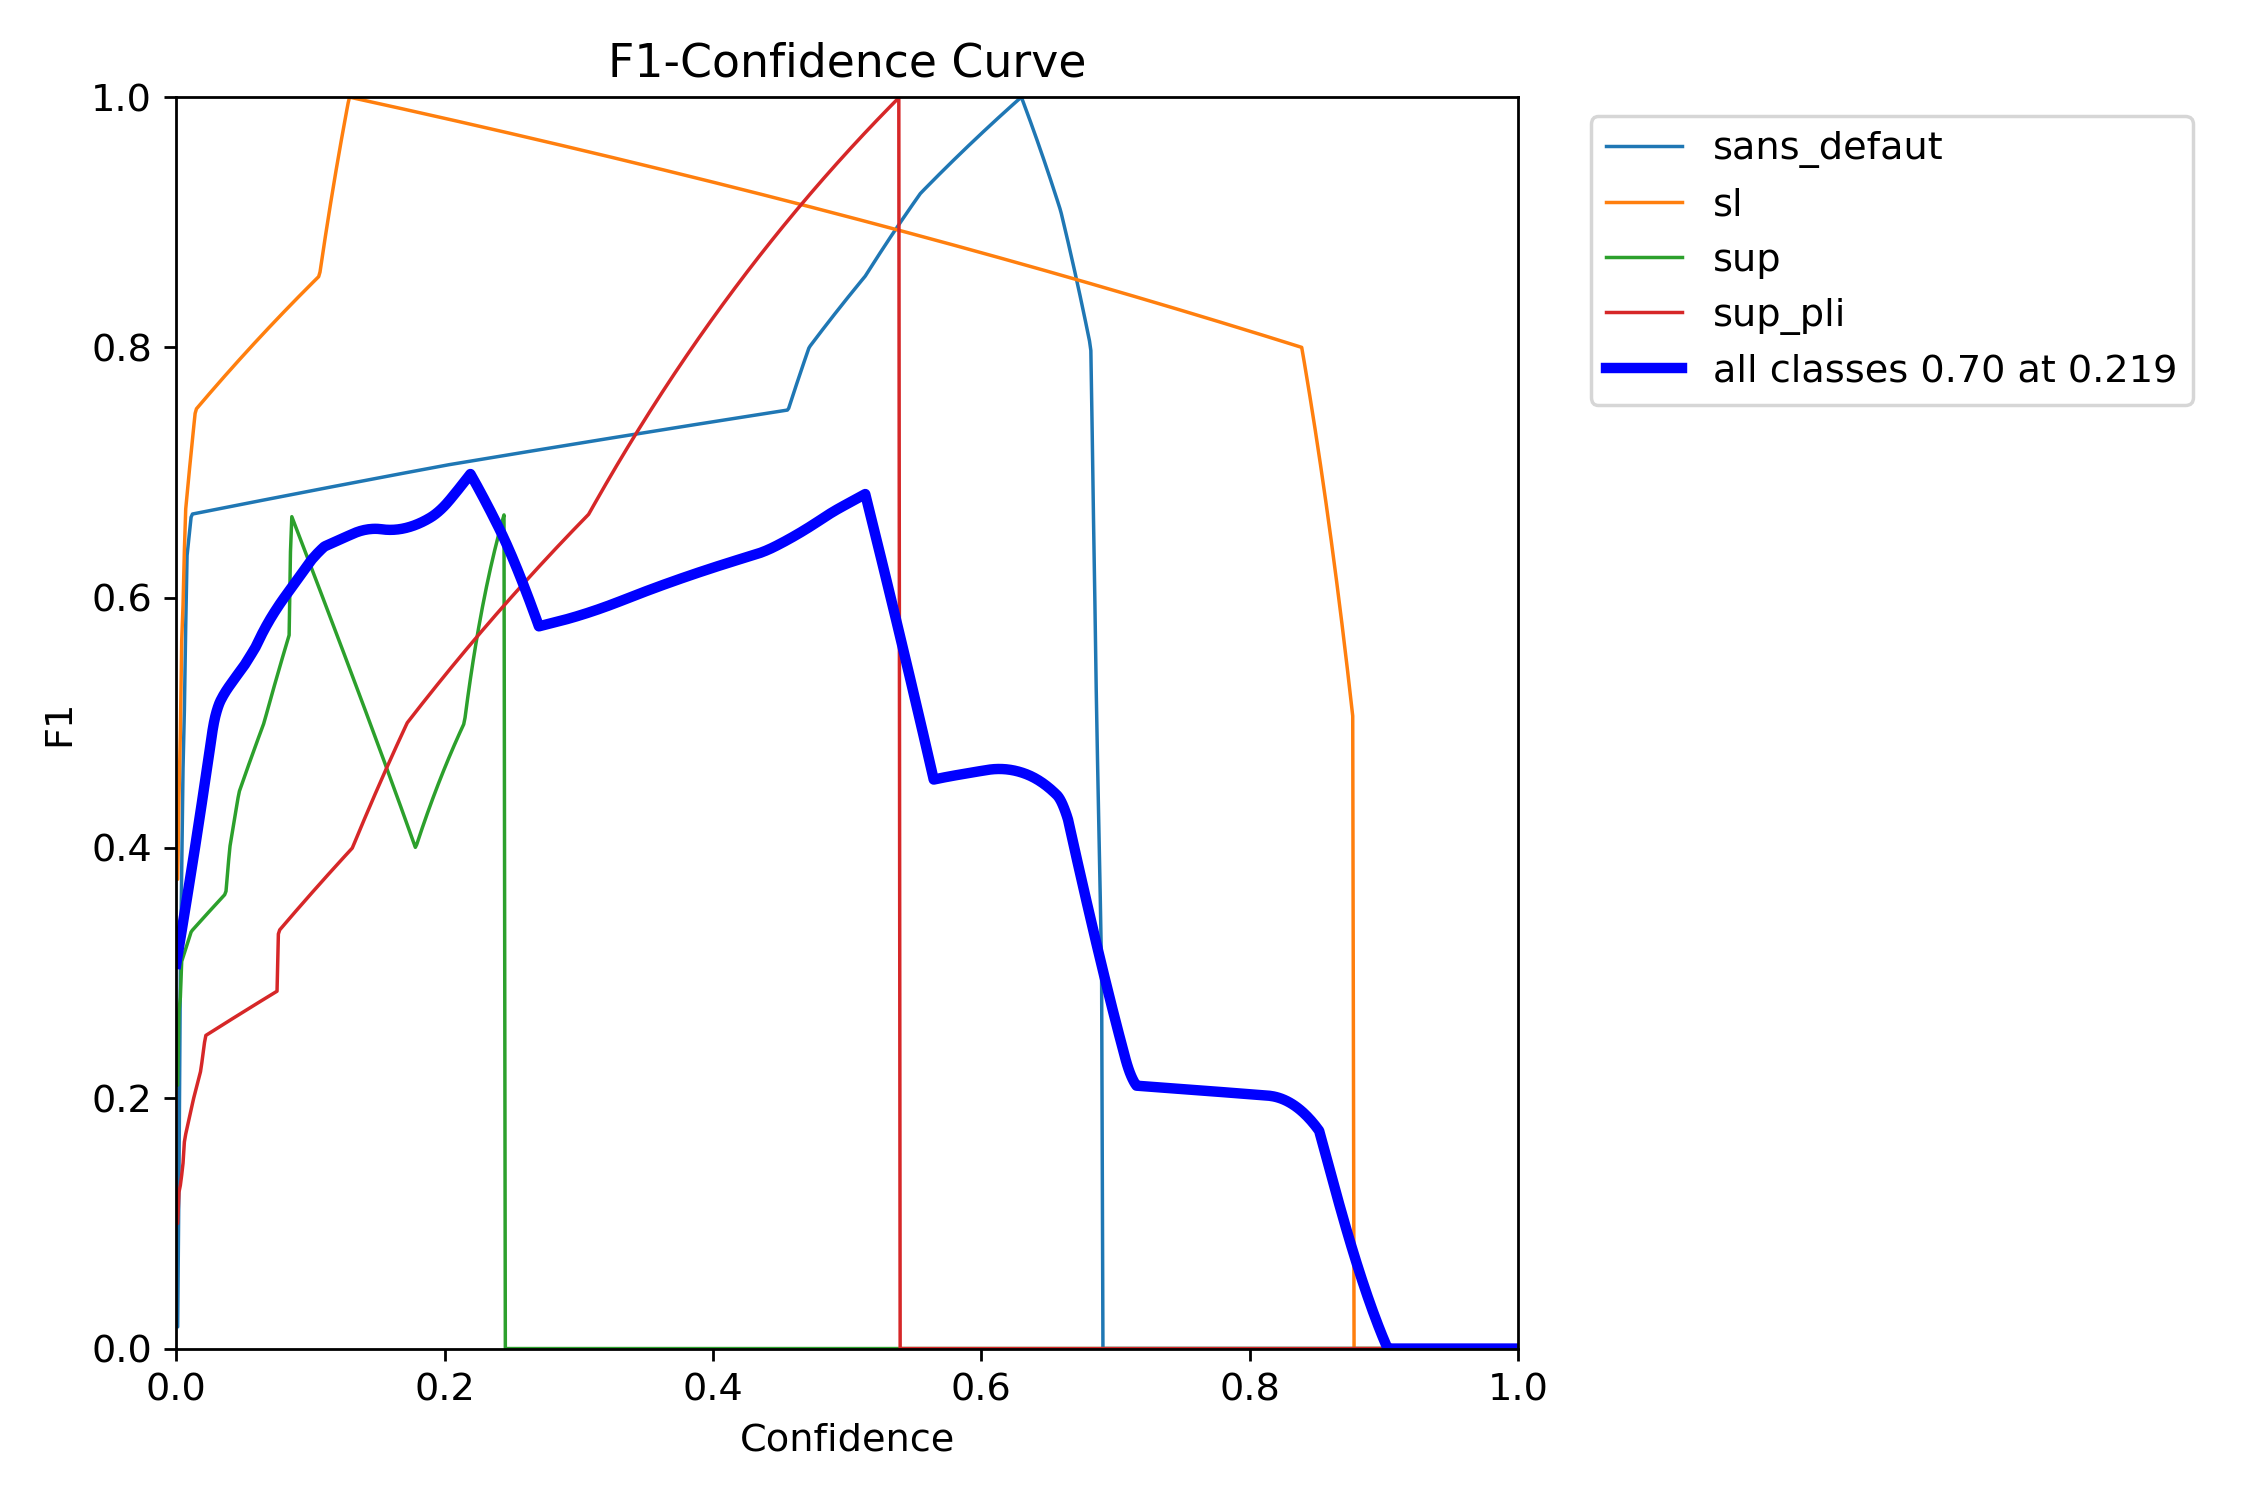 F1-Confidence Curve
1.0
0.8
0.6
0.4
0.2
0.0
F1
0.0 0.2 0.4 0.6 0.8 1.0
Confidence
sans_defaut
sl
sup
sup_pli
all classes 0.70 at 0.219